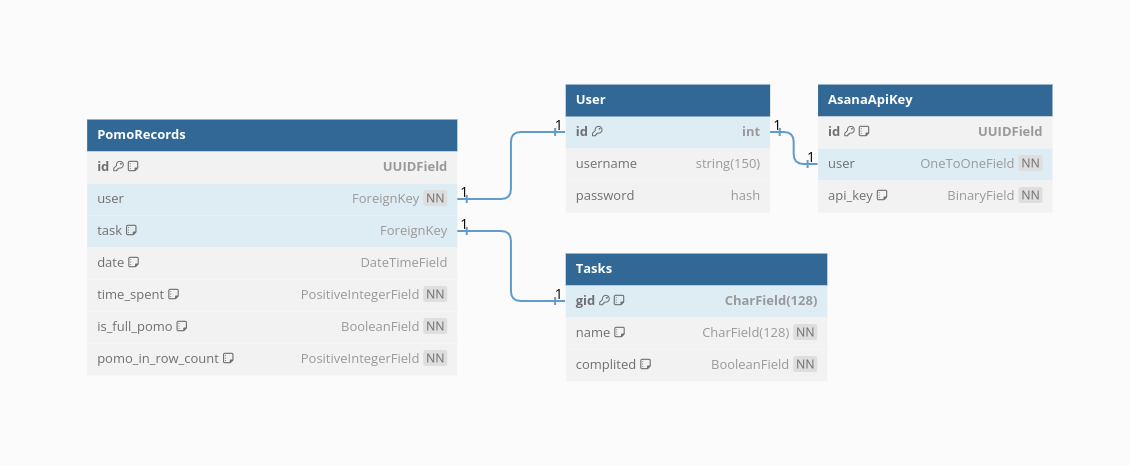 PomoRecords
id UUIDField
user ForeignKey NN
task ForeignKey
date DateTimeField
time_spent PositiveIntegerField NN
is_full_pomo BooleanField NN
pomo_in_row_count PositiveIntegerField NN
1
1
1
1
User
id int
username string(150)
password hash
1
1
AsanaApiKey
id UUIDField
user OneToOneField NN
api_key BinaryField NN
Tasks
gid CharField(128)
name CharField(128) NN
complited BooleanField NN